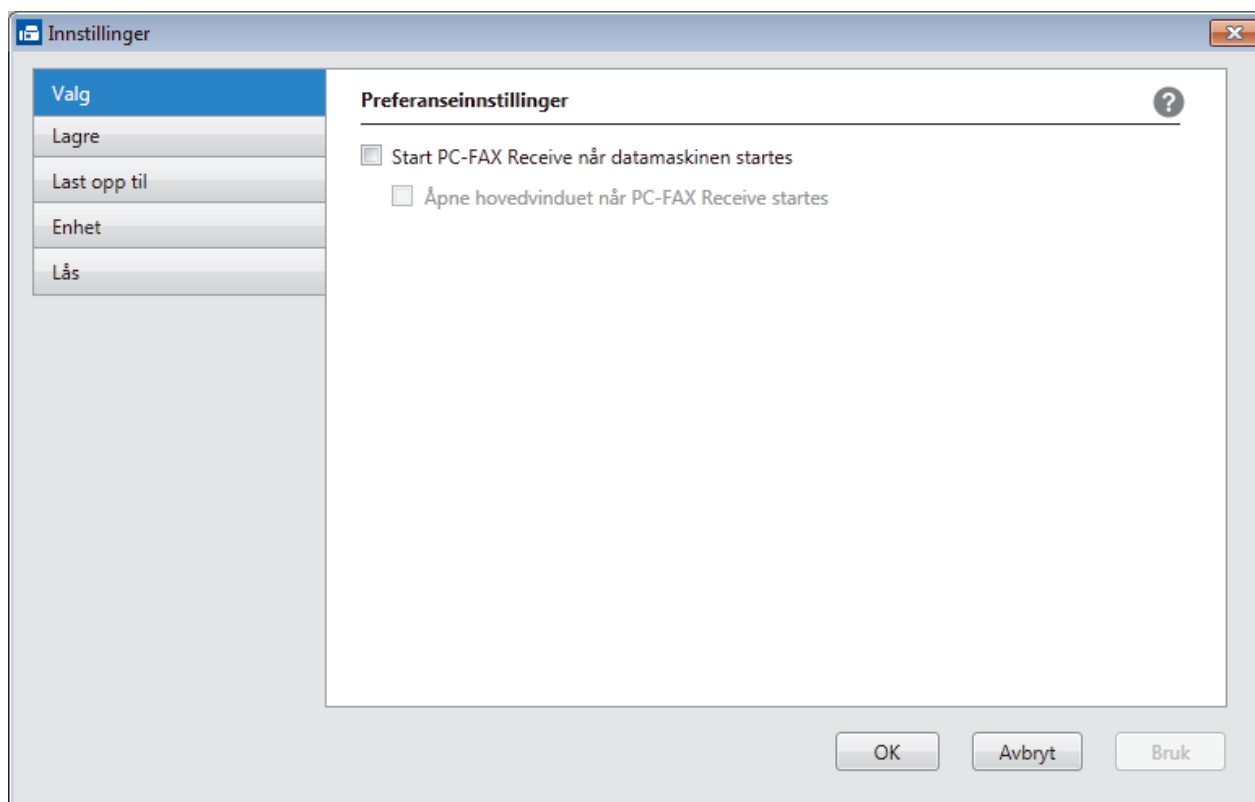 Innstillinger
Valg
Lagre
Last opp til
Enhet
Lås
Preferanseinnstillinger
?
Start PC-FAX Receive når datamaskinen startes
Åpne hovedvinduet når PC-FAX Receive startes
OK
Avbryt
Bruk